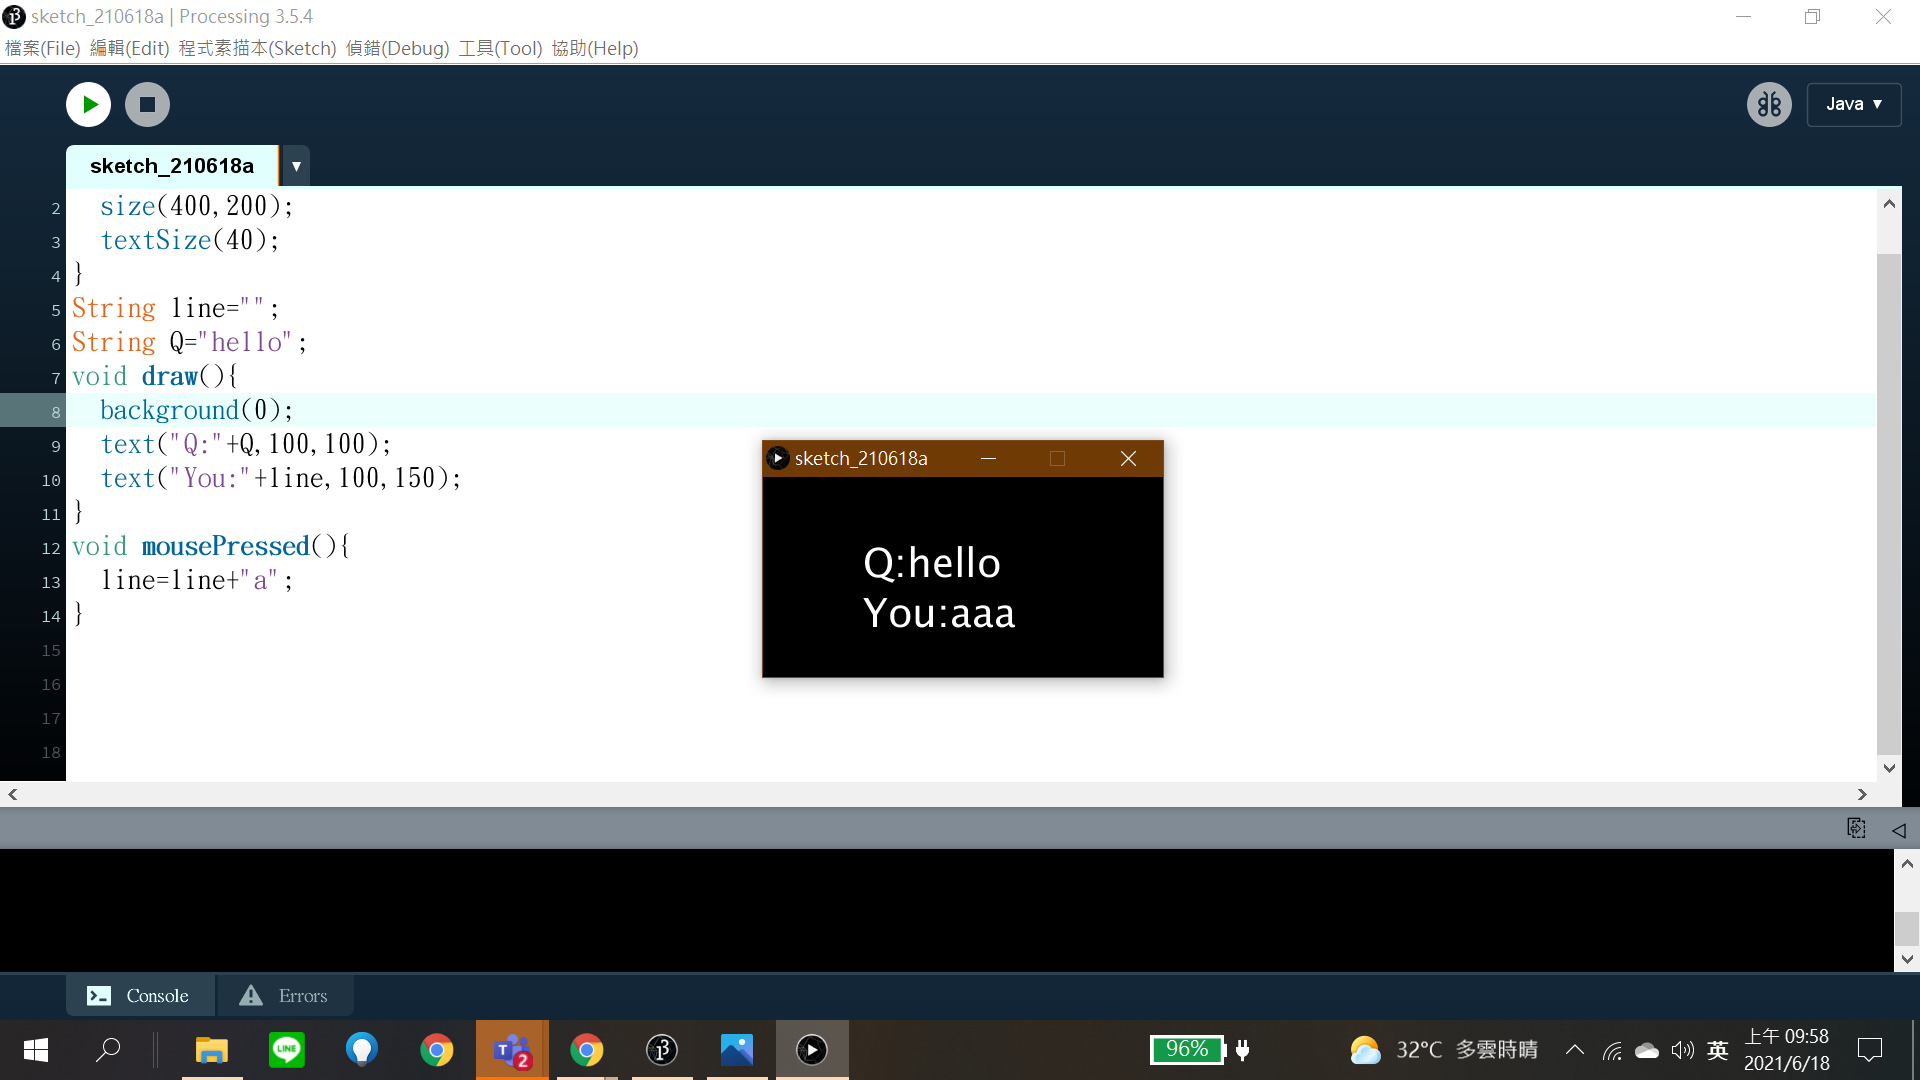 sketch_210618a | Processing 3.5.4
檔案(File) 編輯(Edit) 程式素描本(Sketch) 偵錯(Debug) 工具(Tool) 協助(Help)
Java ▼
sketch_210618a ▼
2 size(400,200);
3 textSize(40);
4 }
5 String line="";
6 String Q="hello";
7 void draw(){
8 background(0);
9 text("Q:"+Q,100,100);
10 text("You:"+line,100,150);
11 }
12 void mousePressed(){
13 line=line+"a";
14 }
15
16
17
18
sketch_210618a
Q:hello
You:aaa
Console Errors
LINE
T 2
96%
32°C 多雲時晴
英
上午 09:58
2021/6/18